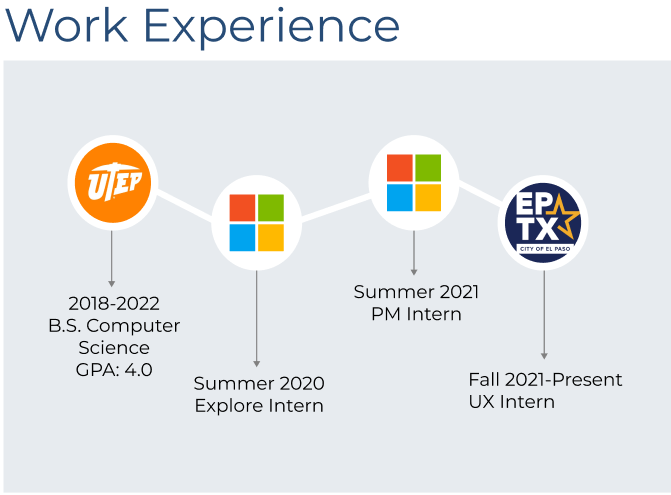 Work Experience
UTEP
2018-2022
B.S. Computer
Science
GPA: 4.0
Summer 2020
Explore Intern
Summer 2021
PM Intern
EP
TX
CITY OF EL PASO
Fall 2021-Present
UX Intern